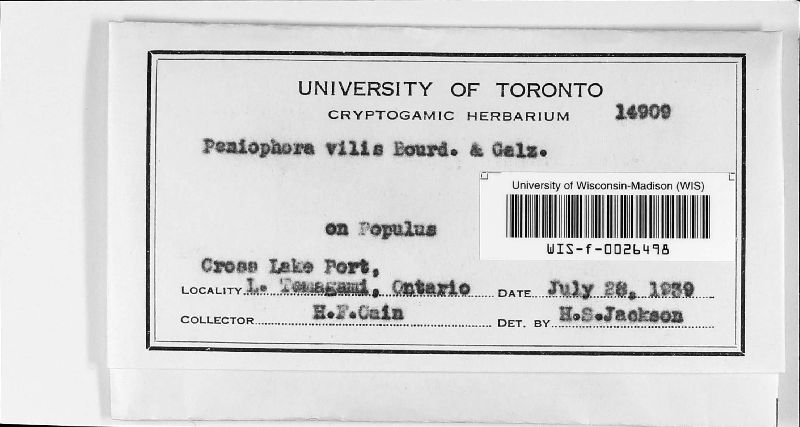 UNIVERSITY OF TORONTO
CRYPTOGAMIC HERBARIUM 14909
Peniophora vilis Bourd. & Galz.
University of Wisconsin-Madison (WIS)
WIS-f-0026498
on Populus
Cross Lake Port,
LOCALITY L. Temagami, Ontario DATE July 28, 1939
COLLECTOR H.F.Cain DET. BY H.S.Jackson